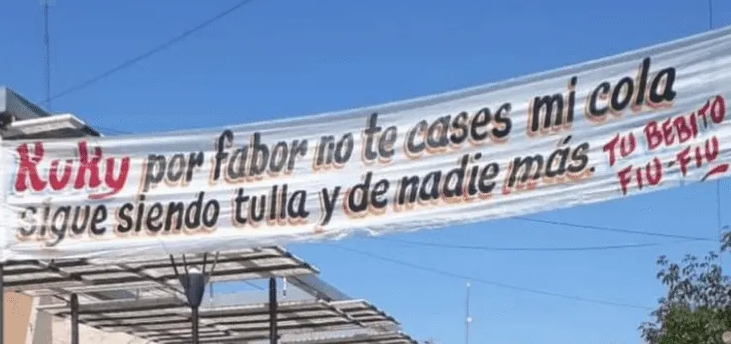 KuKy por fabor no te cases mi cola
sigue siendo tulla y de nadie más.
TU BEBITO
FIU-FIU